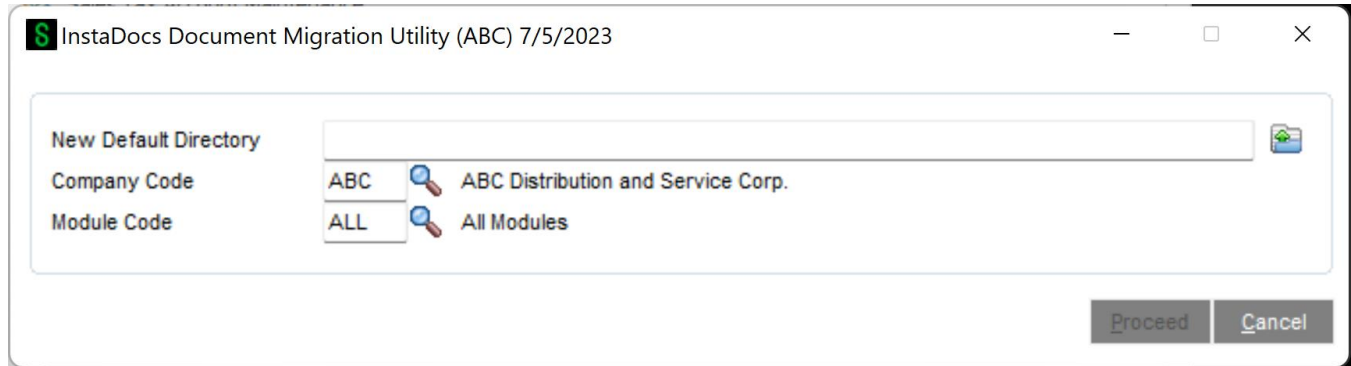 InstaDocs Document Migration Utility (ABC) 7/5/2023
New Default Directory
Company Code ABC ABC Distribution and Service Corp.
Module Code ALL All Modules
Proceed Cancel